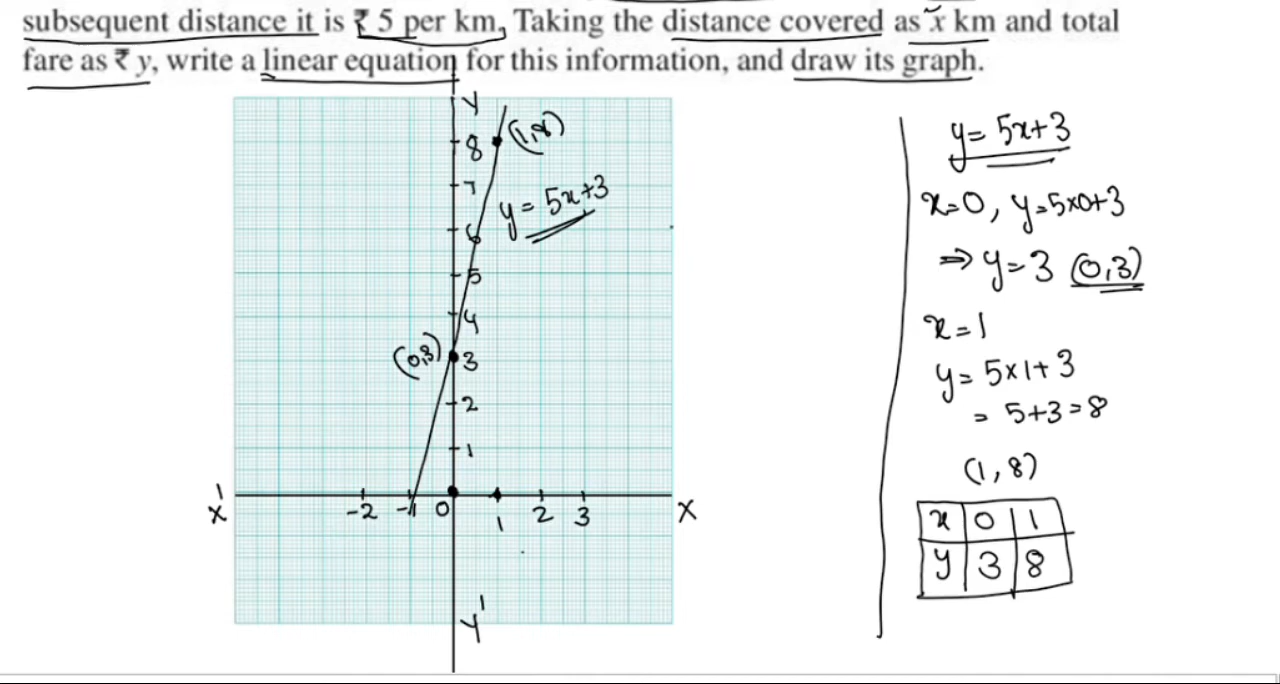 subsequent distance it is ₹ 5 per km, Taking the distance covered as x km and total
fare as ₹ y, write a linear equation for this information, and draw its graph.
Y
8 (1,8)
7
y = 5x+3
6
5
4
(0,3) 3
2
1
X' -2 -1 0 1 2 3 X
Y'
y = 5x+3
x=0, y=5×0+3
⇒ y=3 (0,3)
x=1
y= 5×1+3
= 5+3=8
(1,8)
x 0 1
y 3 8